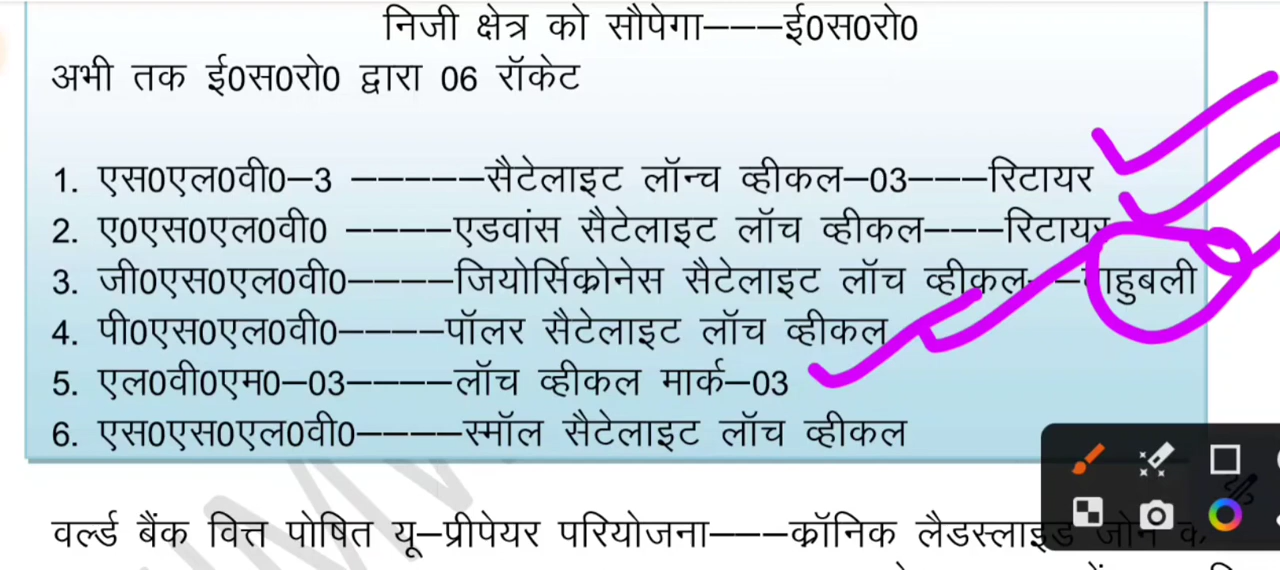 निजी क्षेत्र को सौपेगा–––ई0स0रो0
अभी तक ई0स0रो0 द्वारा 06 रॉकेट
1. एस0एल0वी0–3 –––––सैटेलाइट लॉन्च व्हीकल–03–––रिटायर
2. ए0एस0एल0वी0 ––––एडवांस सैटेलाइट लॉच व्हीकल–––रिटायर
3. जी0एस0एल0वी0––––जियोर्सिक्रोनेस सैटेलाइट लॉच व्हीकल––बाहुबली
4. पी0एस0एल0वी0––––पॉलर सैटेलाइट लॉच व्हीकल
5. एल0वी0एम0–03––––लॉच व्हीकल मार्क–03
6. एस0एस0एल0वी0––––स्मॉल सैटेलाइट लॉच व्हीकल
वर्ल्ड बैंक वित्त पोषित यू–प्रीपेयर परियोजना–––क्रॉनिक लैडस्लाइड जोन